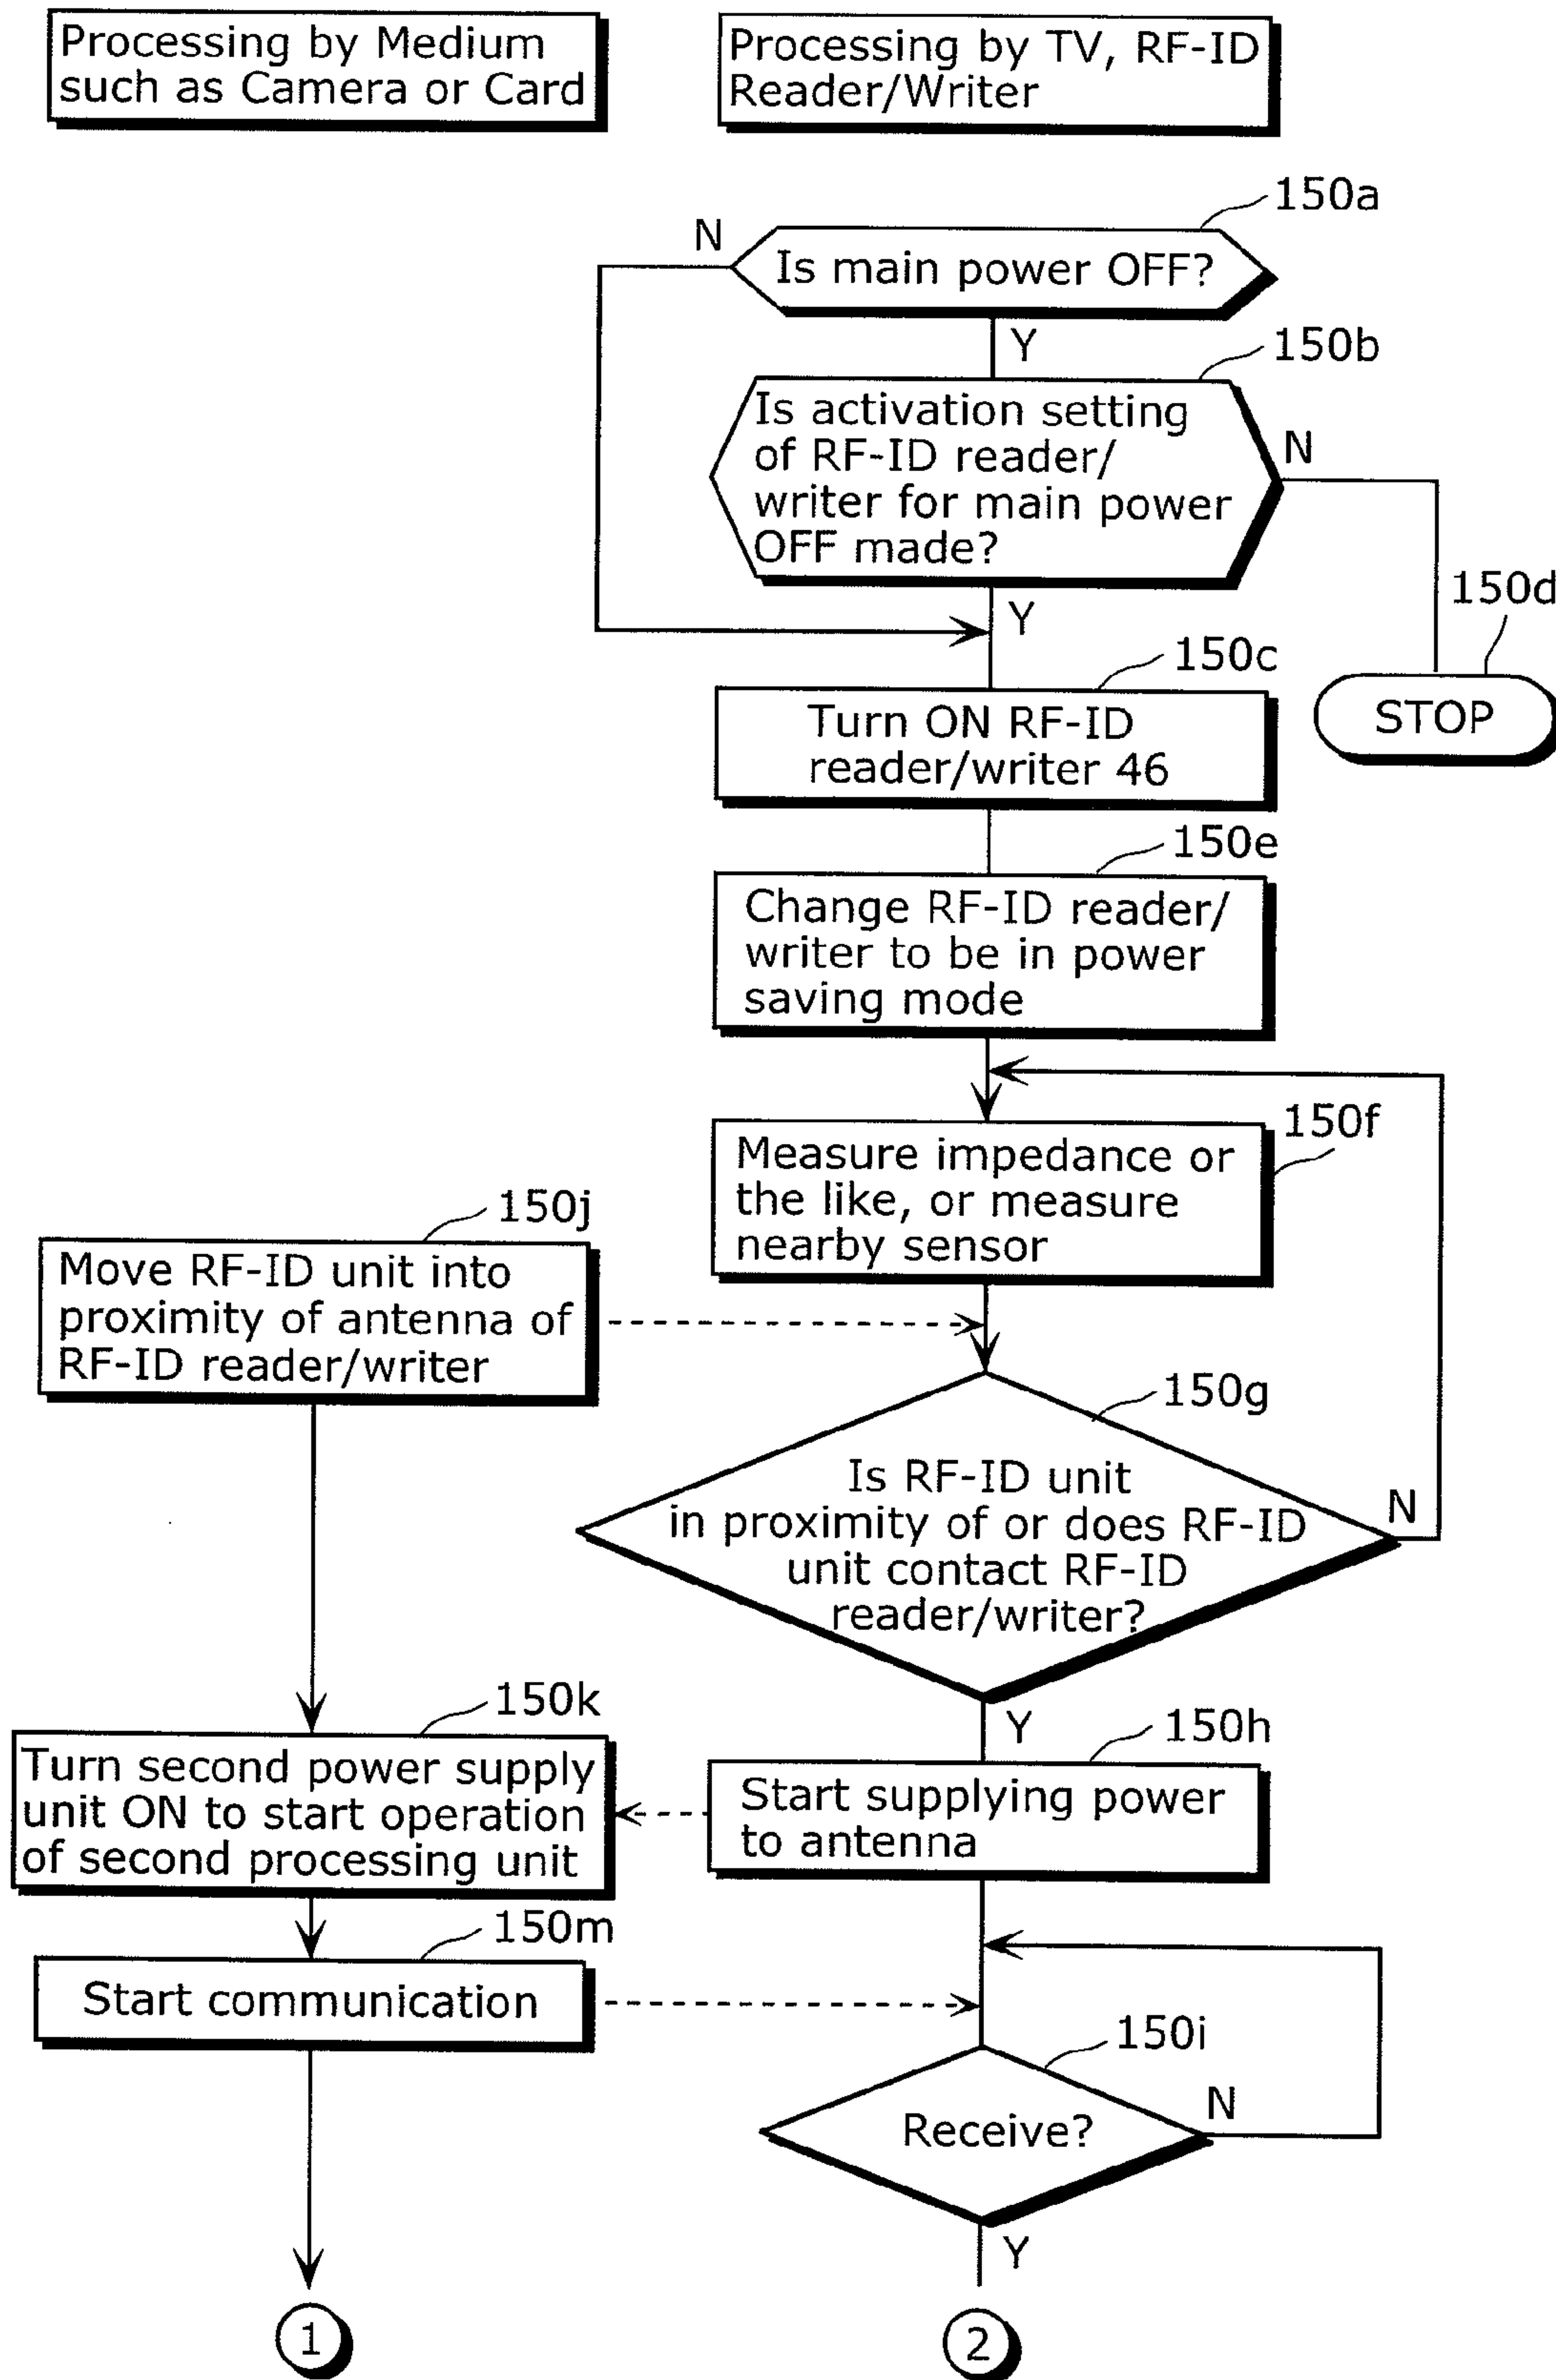 Processing by Medium
such as Camera or Card
Processing by TV, RF-ID
Reader/Writer
150a
N
Is main power OFF?
Y
150b
Is activation setting
of RF-ID reader/
writer for main power
OFF made?
N
Y
150d
STOP
150c
Turn ON RF-ID
reader/writer 46
150e
Change RF-ID reader/
writer to be in power
saving mode
150f
Measure impedance or
the like, or measure
nearby sensor
150j
Move RF-ID unit into
proximity of antenna of
RF-ID reader/writer
150g
Is RF-ID unit
in proximity of or does RF-ID
unit contact RF-ID
reader/writer?
N
Y
150k
Turn second power supply
unit ON to start operation
of second processing unit
150h
Start supplying power
to antenna
150m
Start communication
150i
Receive?
N
Y
1
2